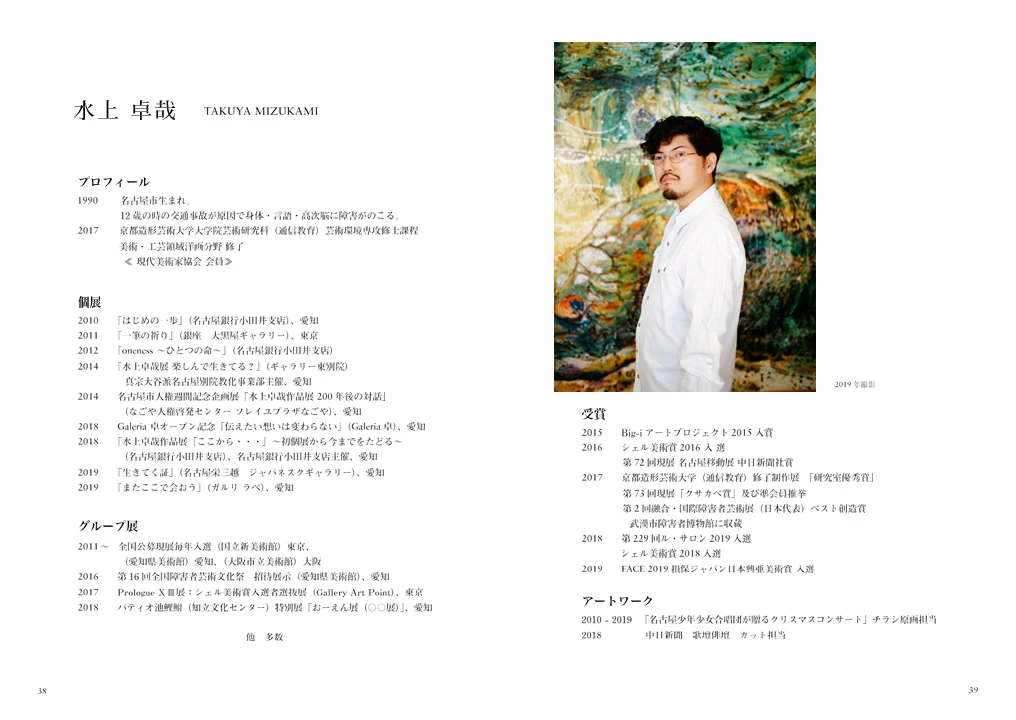 水上 卓哉 TAKUYA MIZUKAMI
プロフィール
1990 名古屋市生まれ。
12歳の時の交通事故が原因で身体・言語・高次脳に障害がのこる。
2017 京都造形芸術大学大学院芸術研究科（通信教育）芸術環境専攻修士課程
美術・工芸領域洋画分野 修了
≪ 現代美術家協会 会員≫
個展
2010 「はじめの一歩」（名古屋銀行小田井支店）、愛知
2011 「一筆の祈り」（銀座 大黒屋ギャラリー）、東京
2012 「oneness ～ひとつの命～」（名古屋銀行小田井支店）
2014 「水上卓哉展 楽しんで生きてる？」（ギャラリー東別院）
真宗大谷派名古屋別院教化事業部主催、愛知
2014 名古屋市人権週間記念企画展「水上卓哉作品展 200 年後の対話」
（なごや人権啓発センター ソレイユプラザなごや）、愛知
2018 Galeria 卓オープン記念「伝えたい想いは変わらない」（Galeria 卓）、愛知
2018 「水上卓哉作品展「ここから・・・」～初個展から今までをたどる～
（名古屋銀行小田井支店）、名古屋銀行小田井支店主催、愛知
2019 「生きてく証」（名古屋栄三越 ジャパネスクギャラリー）、愛知
2019 「またここで会おう」（ガルリ ラペ）、愛知
グループ展
2011～ 全国公募現展毎年入選（国立新美術館）東京、
（愛知県美術館）愛知、（大阪市立美術館）大阪
2016 第16回全国障害者芸術文化祭 招待展示（愛知県美術館）、愛知
2017 Prologue XⅢ展：シェル美術賞入選者選抜展（Gallery Art Point）、東京
2018 パティオ池鯉鮒（知立文化センター）特別展「おーえん展（○○展）」、愛知
他 多数
38
2019 年撮影
受賞
2015 Big-i アートプロジェクト 2015 入賞
2016 シェル美術賞 2016 入 選
第 72 回現展 名古屋移動展 中日新聞社賞
2017 京都造形芸術大学（通信教育）修了制作展 「研究室優秀賞」
第 73 回現展「クサカベ賞」及び準会員推挙
第 2 回融合・国際障害者芸術展（日本代表）ベスト創造賞
武漢市障害者博物館に収蔵
2018 第 229 回ル・サロン 2019 入選
シェル美術賞 2018 入選
2019 FACE 2019 損保ジャパン日本興亜美術賞 入選
アートワーク
2010 - 2019 「名古屋少年少女合唱団が贈るクリスマスコンサート」チラシ原画担当
2018 中日新聞 歌壇俳壇 カット担当
39